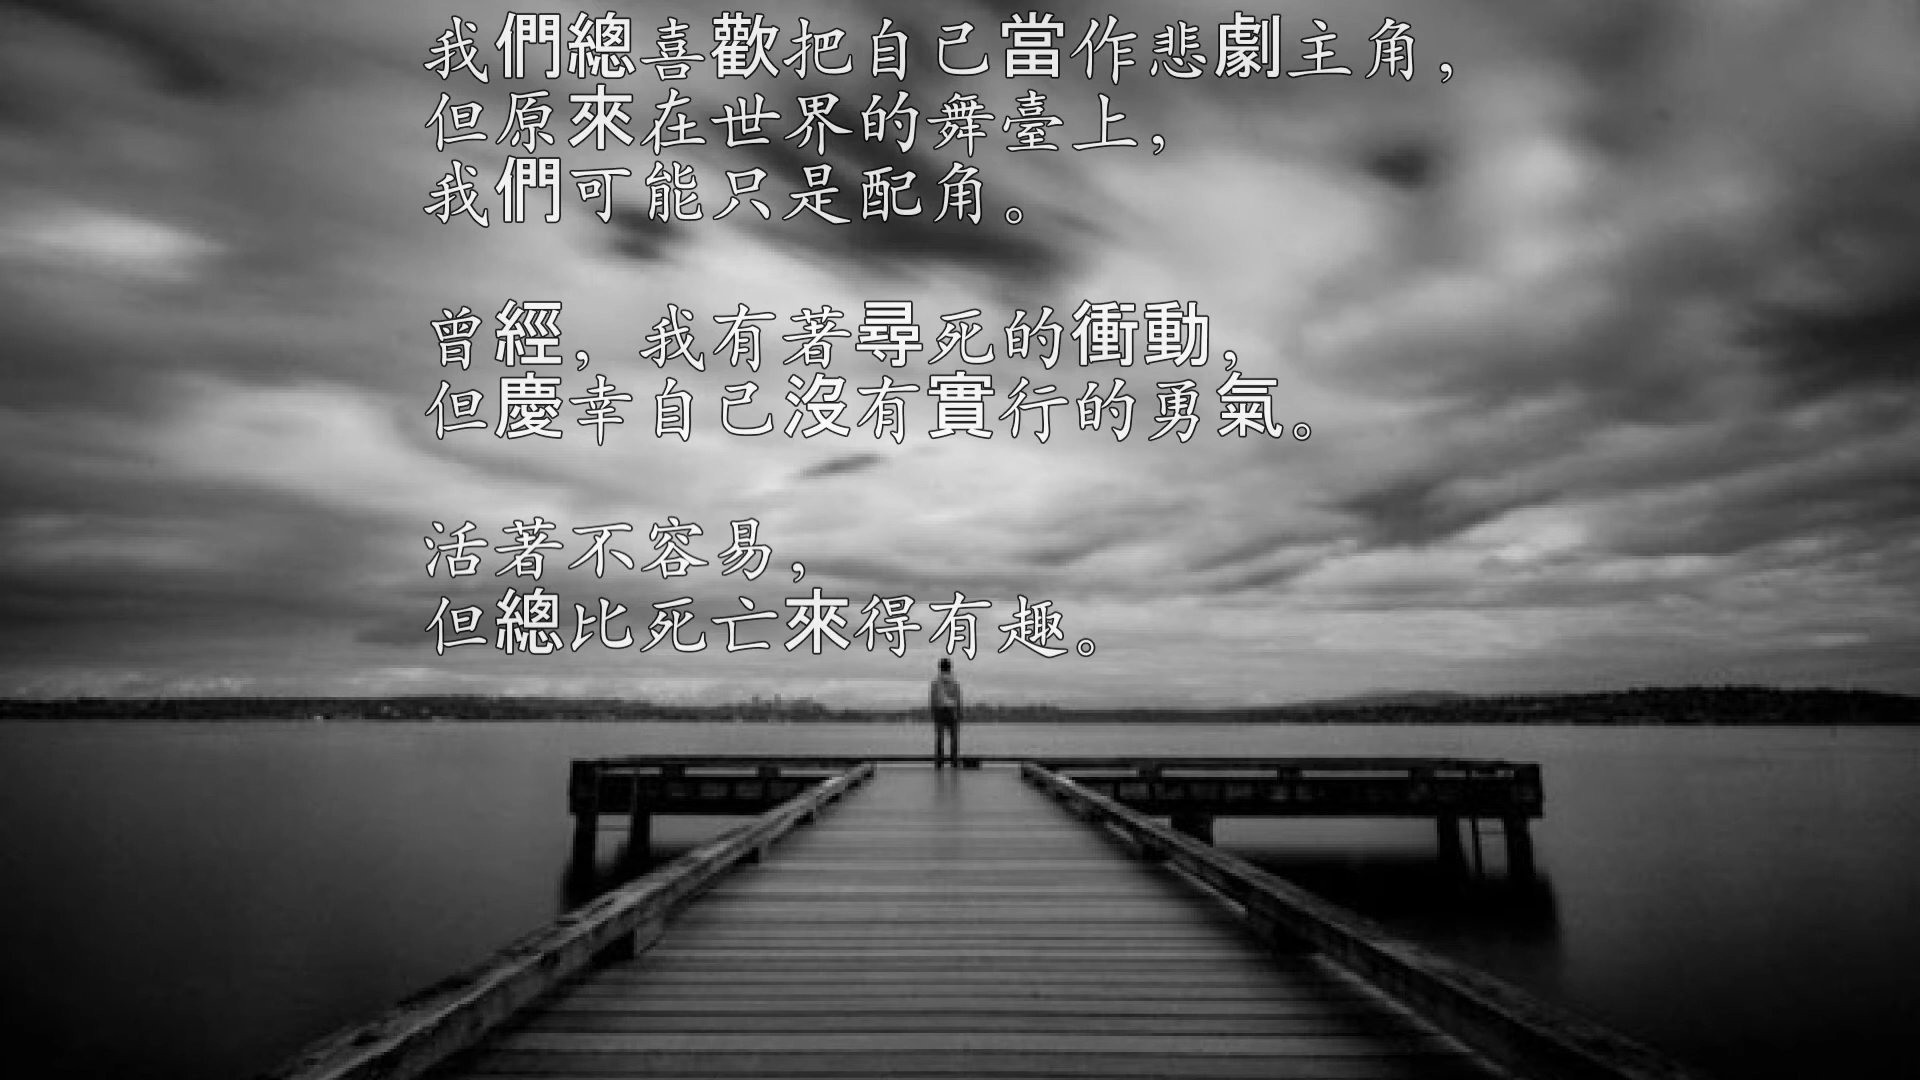 我們總喜歡把自己當作悲劇主角，
但原來在世界的舞臺上，
我們可能只是配角。
曾經，我有著尋死的衝動，
但慶幸自己沒有實行的勇氣。
活著不容易，
但總比死亡來得有趣。